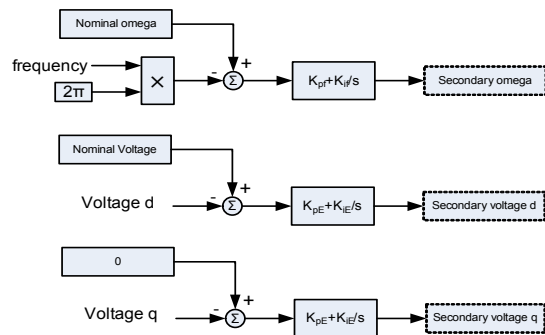 Nominal omega
+
frequency
×
-
Σ
K_pf+K_if/s
Secondary omega
2π
Nominal Voltage
+
Voltage d
-
Σ
K_pE+K_iE/s
Secondary voltage d
0
+
Voltage q
-
Σ
K_pE+K_iE/s
Secondary voltage q